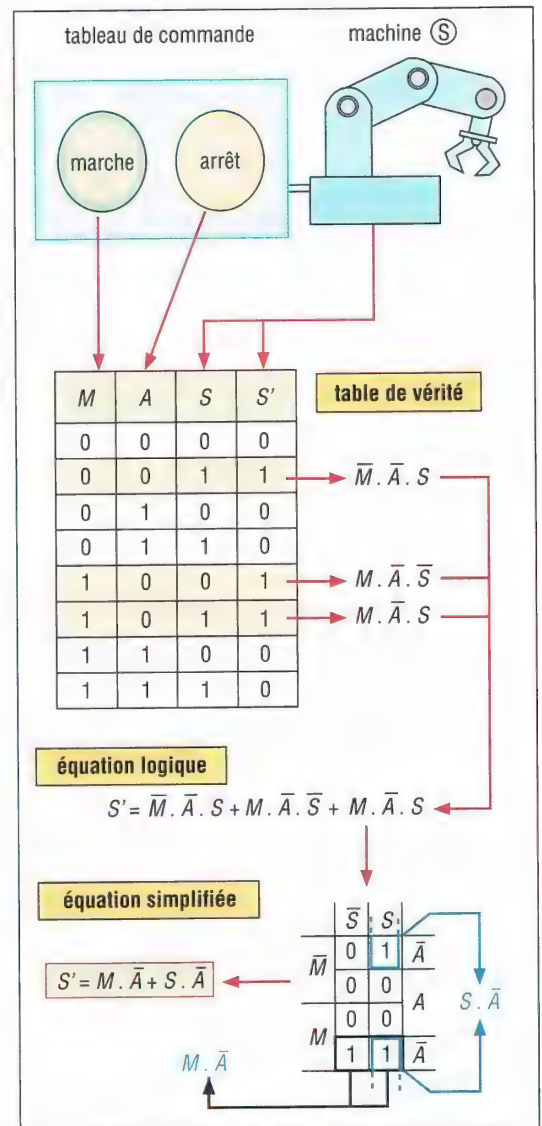 tableau de commande machine Ⓢ
marche arrêt
M A S S'
table de vérité
0 0 0 0
0 0 1 1 M̅ . A̅ . S
0 1 0 0
0 1 1 0
1 0 0 1 M . A̅ . S̅
1 0 1 1 M . A̅ . S
1 1 0 0
1 1 1 0
équation logique
S' = M̅ . A̅ . S + M . A̅ . S̅ + M . A̅ . S
équation simplifiée
S̅ S
M̅ 0 1 A̅
0 0 A
S' = M . A̅ + S . A̅
S . A̅
M 0 0
1 1 A̅
M . A̅